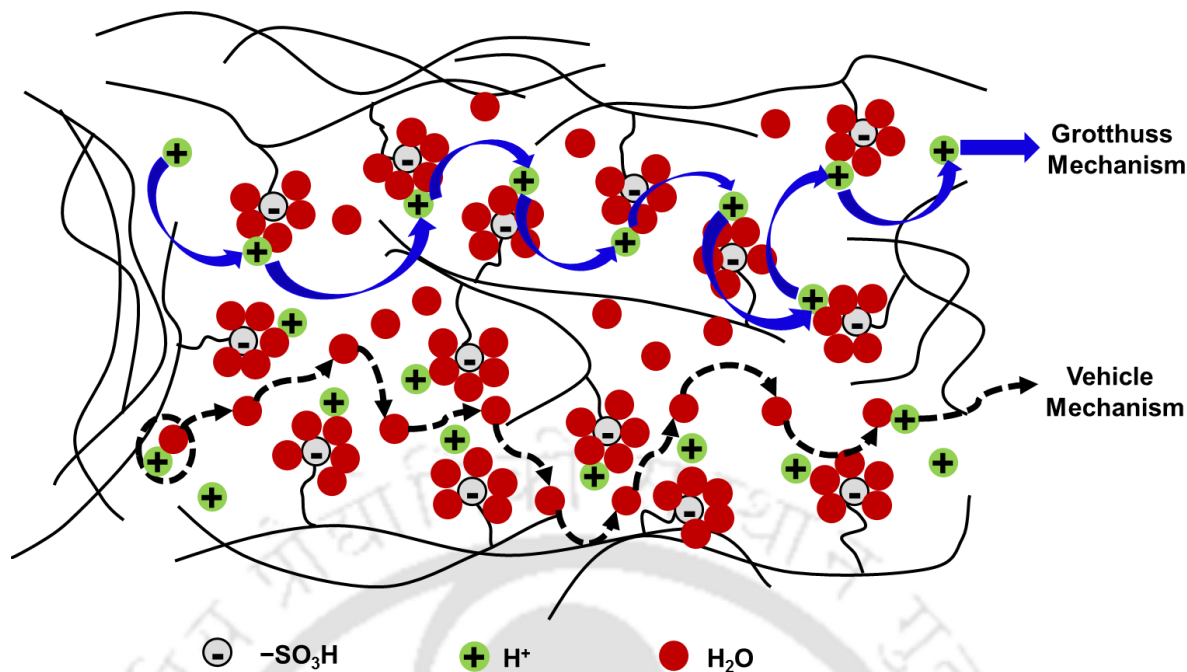 Grotthuss
Mechanism
Vehicle
Mechanism
−SO₃H
H⁺
H₂O